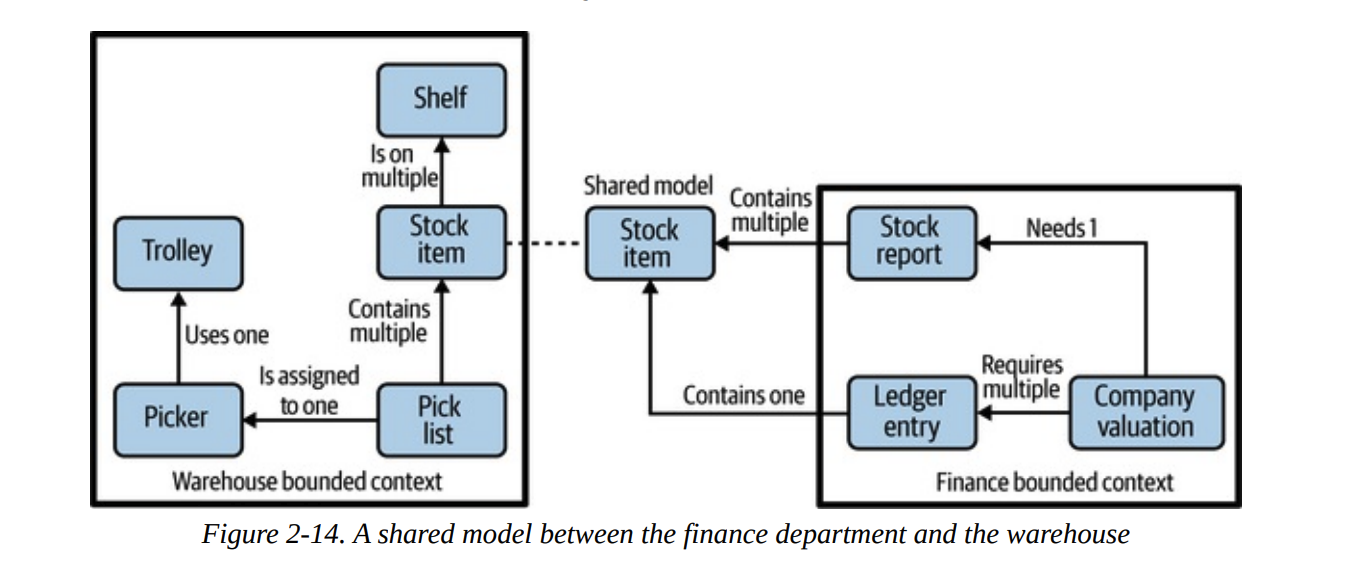 Shelf
Is on
multiple
Stock
item
Trolley
Contains
multiple
Uses one
Is assigned
to one
Picker
Pick
list
Warehouse bounded context
Shared model
Stock
item
Contains
multiple
Stock
report
Needs 1
Contains one
Ledger
entry
Requires
multiple
Company
valuation
Finance bounded context
Figure 2-14. A shared model between the finance department and the warehouse